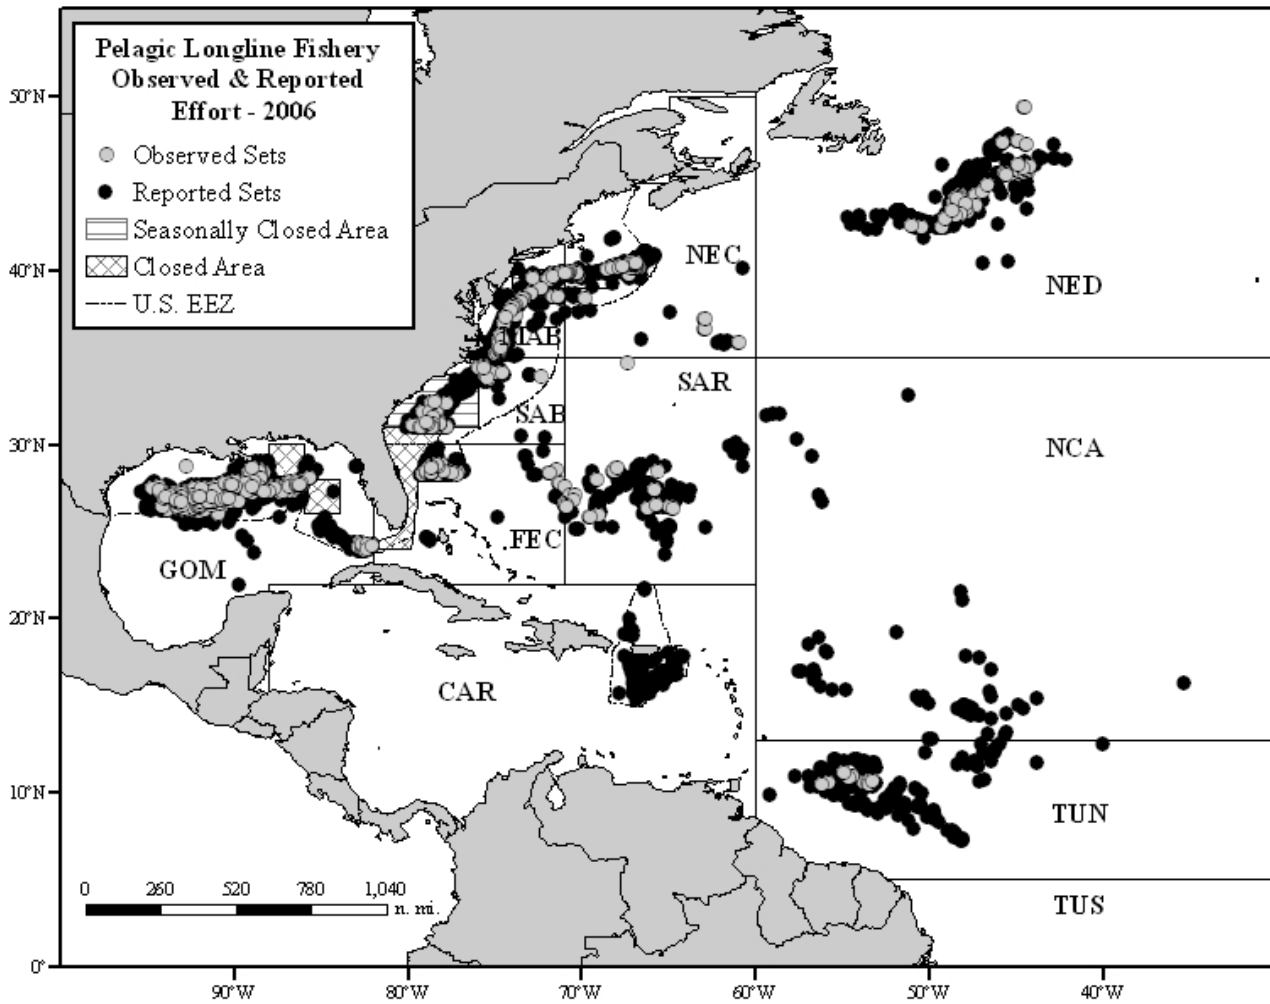 Pelagic Longline Fishery
Observed & Reported
Effort - 2006
Observed Sets
Reported Sets
Seasonally Closed Area
Closed Area
U.S. EEZ
50°N
40°N
30°N
20°N
10°N
0°
NEC
NED
MAB
SAR
SAB
NCA
FEC
GOM
CAR
TUN
TUS
0 260 520 780 1,040
n. mi.
90°W 80°W 70°W 60°W 50°W 40°W